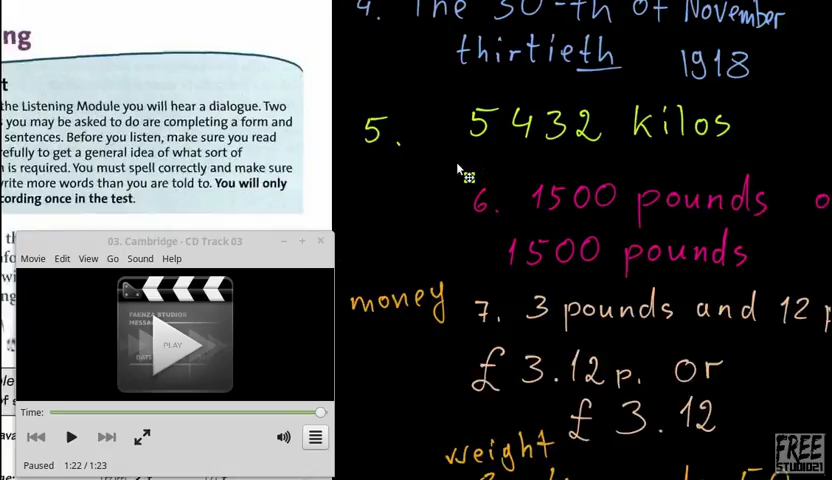 ng
t
the Listening Module you will hear a dialogue. Two
you may be asked to do are completing a form and
sentences. Before you listen, make sure you read
refully to get a general idea of what sort of
is required. You must spell correctly and make sure
write more words than you are told to. You will only
cording once in the test.
03. Cambridge - CD Track 03
Movie Edit View Go Sound Help
FAENZA STUDIOS
PLAY
DATE
Time:
Paused 1:22 / 1:23
4. The 30-th of November
thirtieth 1918
5. 5432 kilos
6. 1500 pounds o
1500 pounds
money 7. 3 pounds and 12 p
£ 3.12 p. or
£ 3.12
weight
FREE
STUDIO21